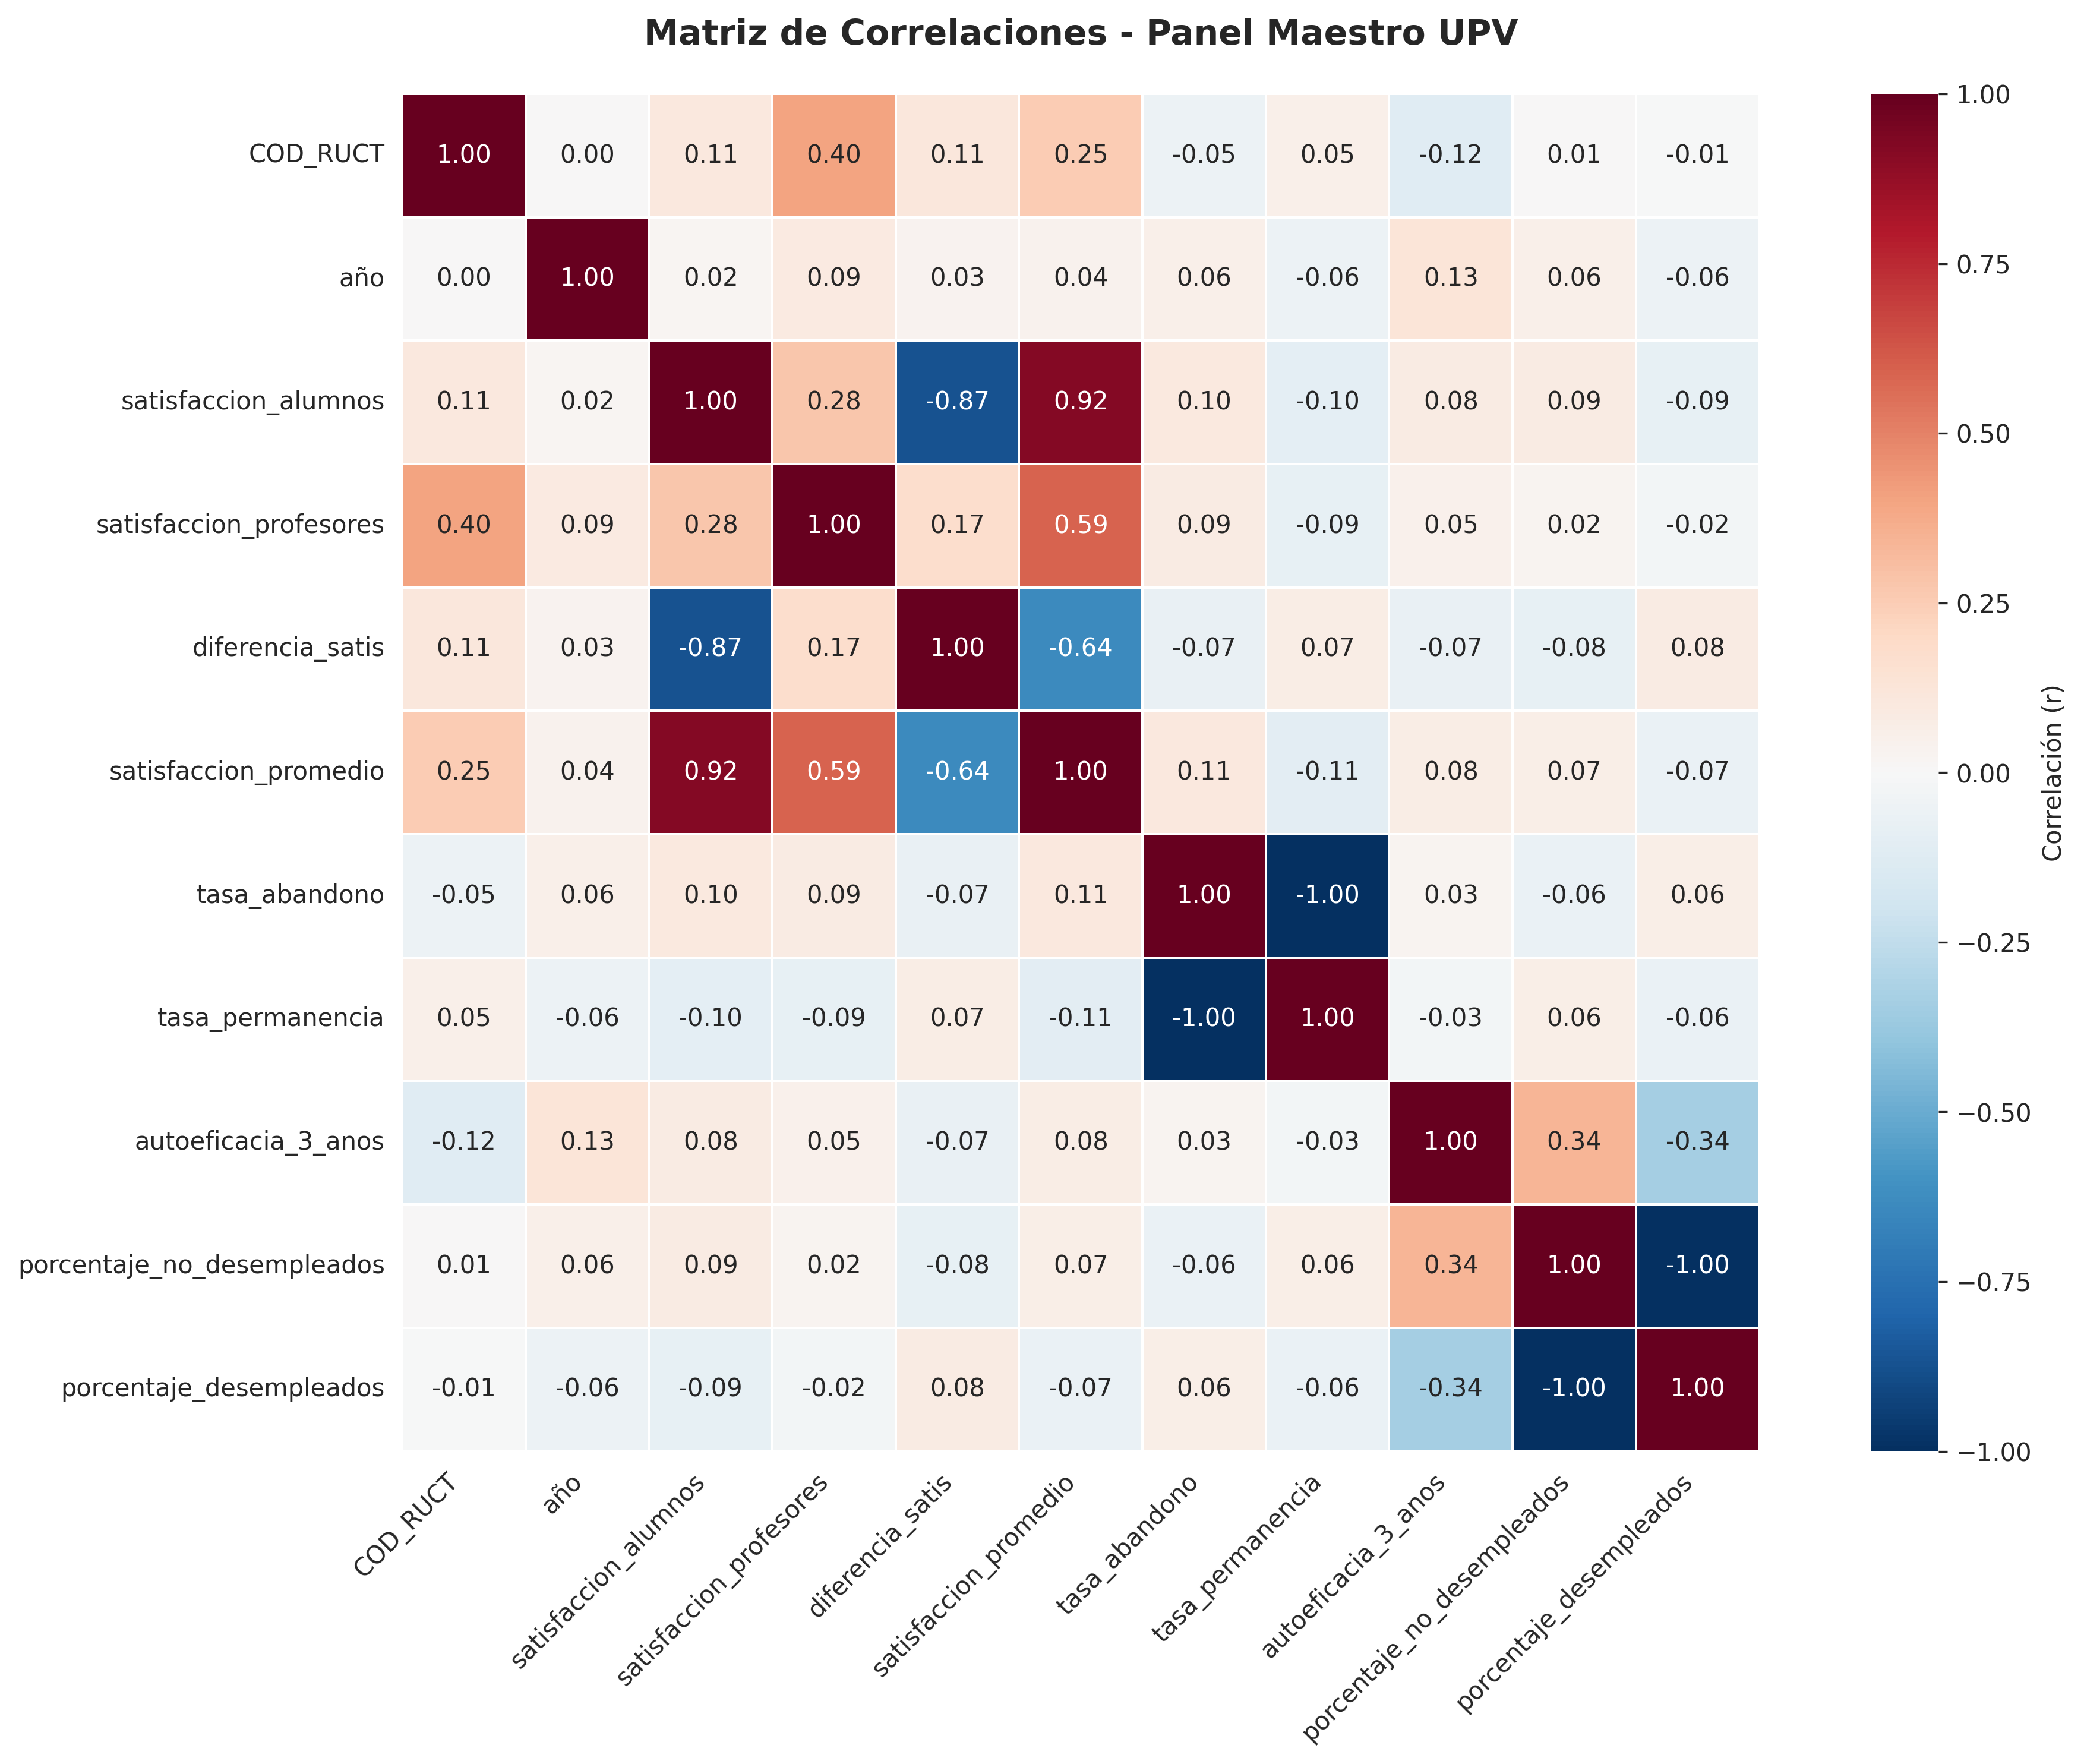 Matriz de Correlaciones - Panel Maestro UPV
COD_RUCT 1.00 0.00 0.11 0.40 0.11 0.25 -0.05 0.05 -0.12 0.01 -0.01
año 0.00 1.00 0.02 0.09 0.03 0.04 0.06 -0.06 0.13 0.06 -0.06
satisfaccion_alumnos 0.11 0.02 1.00 0.28 -0.87 0.92 0.10 -0.10 0.08 0.09 -0.09
satisfaccion_profesores 0.40 0.09 0.28 1.00 0.17 0.59 0.09 -0.09 0.05 0.02 -0.02
diferencia_satis 0.11 0.03 -0.87 0.17 1.00 -0.64 -0.07 0.07 -0.07 -0.08 0.08
satisfaccion_promedio 0.25 0.04 0.92 0.59 -0.64 1.00 0.11 -0.11 0.08 0.07 -0.07
tasa_abandono -0.05 0.06 0.10 0.09 -0.07 0.11 1.00 -1.00 0.03 -0.06 0.06
tasa_permanencia 0.05 -0.06 -0.10 -0.09 0.07 -0.11 -1.00 1.00 -0.03 0.06 -0.06
autoeficacia_3_anos -0.12 0.13 0.08 0.05 -0.07 0.08 0.03 -0.03 1.00 0.34 -0.34
porcentaje_no_desempleados 0.01 0.06 0.09 0.02 -0.08 0.07 -0.06 0.06 0.34 1.00 -1.00
porcentaje_desempleados -0.01 -0.06 -0.09 -0.02 0.08 -0.07 0.06 -0.06 -0.34 -1.00 1.00
COD_RUCT
año
satisfaccion_alumnos
satisfaccion_profesores
diferencia_satis
satisfaccion_promedio
tasa_abandono
tasa_permanencia
autoeficacia_3_anos
porcentaje_no_desempleados
porcentaje_desempleados
1.00
0.75
0.50
0.25
0.00
−0.25
−0.50
−0.75
−1.00
Correlación (r)